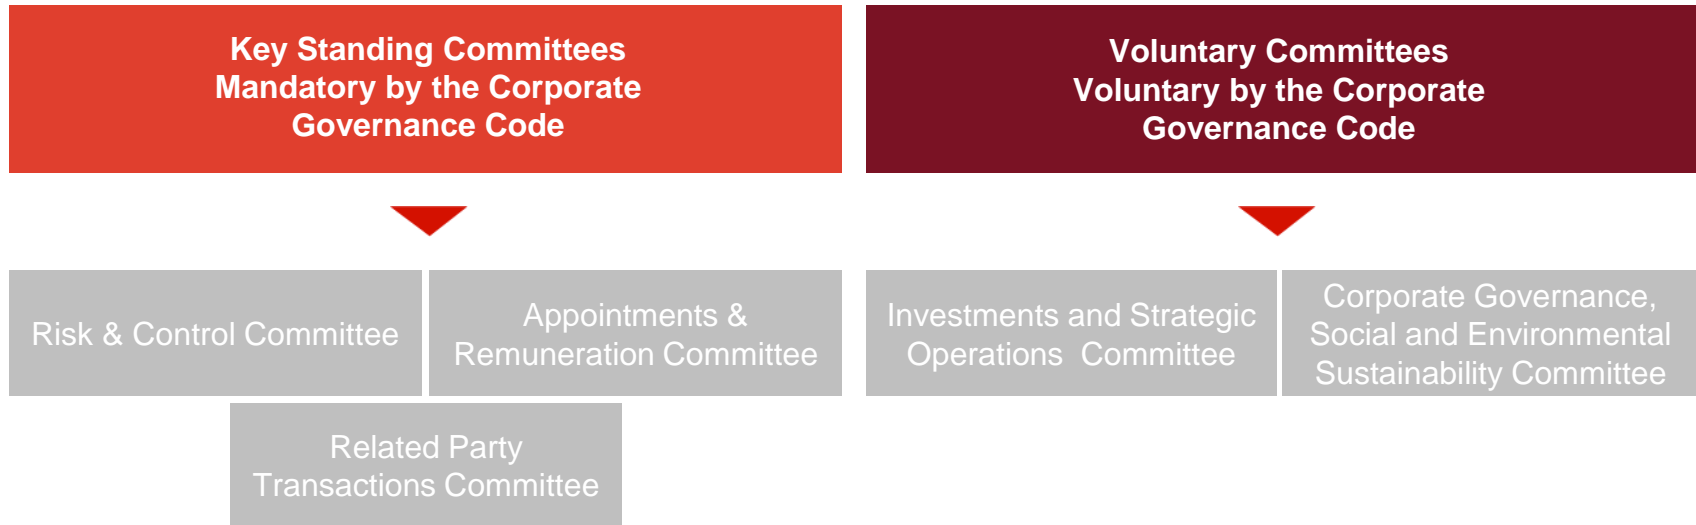 Key Standing Committees
Mandatory by the Corporate
Governance Code
Voluntary Committees
Voluntary by the Corporate
Governance Code
Risk & Control Committee
Appointments &
Remuneration Committee
Related Party
Transactions Committee
Investments and Strategic
Operations  Committee
Corporate Governance,
Social and Environmental
Sustainability Committee